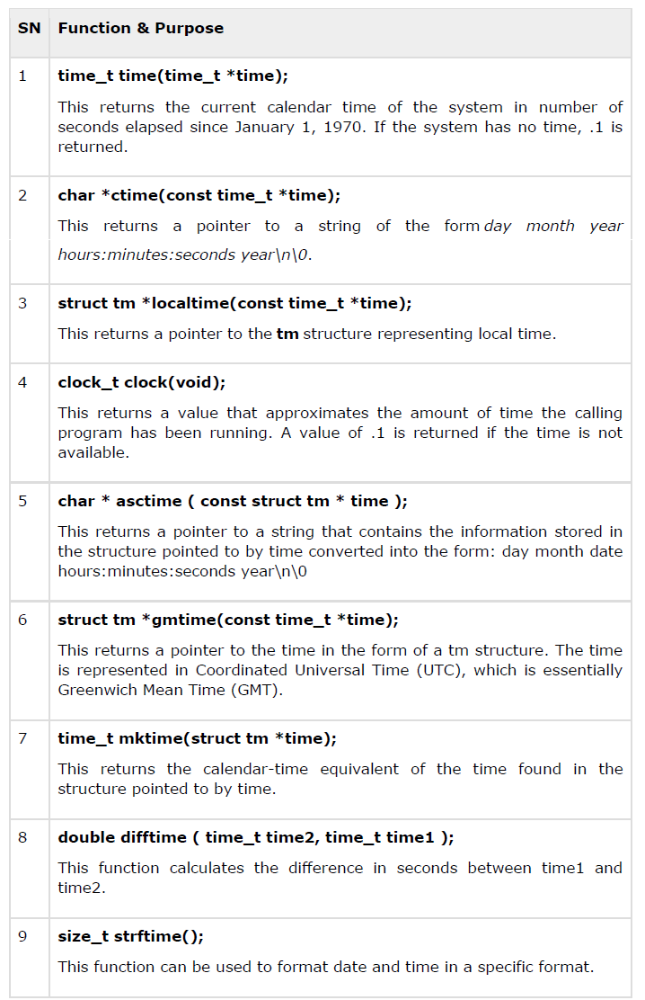 SN Function & Purpose
1 time_t time(time_t *time);
This returns the current calendar time of the system in number of
seconds elapsed since January 1, 1970. If the system has no time, .1 is
returned.
2 char *ctime(const time_t *time);
This returns a pointer to a string of the form day month year
hours:minutes:seconds year\n\0.
3 struct tm *localtime(const time_t *time);
This returns a pointer to the tm structure representing local time.
4 clock_t clock(void);
This returns a value that approximates the amount of time the calling
program has been running. A value of .1 is returned if the time is not
available.
5 char * asctime ( const struct tm * time );
This returns a pointer to a string that contains the information stored in
the structure pointed to by time converted into the form: day month date
hours:minutes:seconds year\n\0
6 struct tm *gmtime(const time_t *time);
This returns a pointer to the time in the form of a tm structure. The time
is represented in Coordinated Universal Time (UTC), which is essentially
Greenwich Mean Time (GMT).
7 time_t mktime(struct tm *time);
This returns the calendar-time equivalent of the time found in the
structure pointed to by time.
8 double difftime ( time_t time2, time_t time1 );
This function calculates the difference in seconds between time1 and
time2.
9 size_t strftime();
This function can be used to format date and time in a specific format.